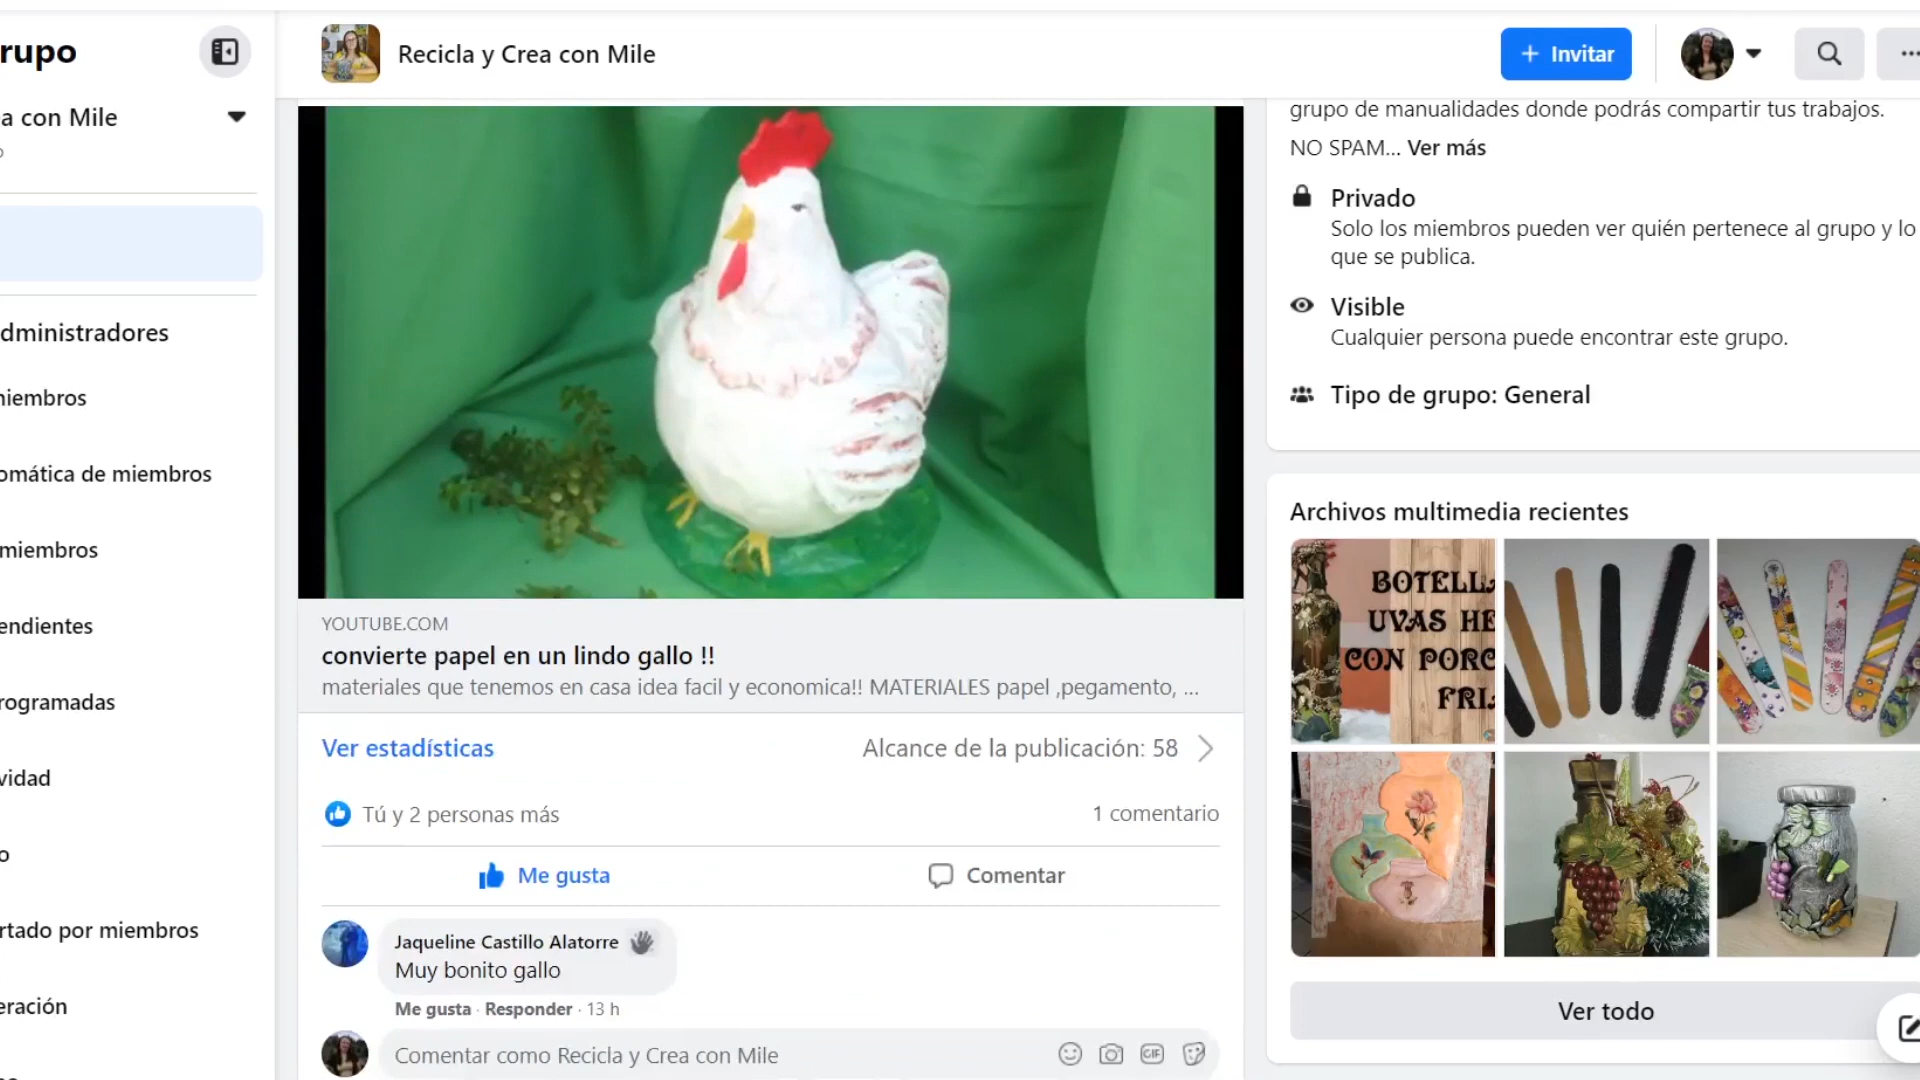 rupo
a con Mile
dministradores
niembros
omática de miembros
miembros
endientes
rogramadas
vidad
o
rtado por miembros
eración
Recicla y Crea con Mile
+ Invitar
YOUTUBE.COM
convierte papel en un lindo gallo !!
materiales que tenemos en casa idea facil y economica!! MATERIALES papel ,pegamento, ...
Ver estadísticas
Alcance de la publicación: 58
Tú y 2 personas más
1 comentario
Me gusta
Comentar
Jaqueline Castillo Alatorre
Muy bonito gallo
Me gusta · Responder · 13 h
Comentar como Recicla y Crea con Mile
GIF
grupo de manualidades donde podrás compartir tus trabajos.
NO SPAM... Ver más
Privado
Solo los miembros pueden ver quién pertenece al grupo y lo
que se publica.
Visible
Cualquier persona puede encontrar este grupo.
Tipo de grupo: General
Archivos multimedia recientes
BOTELLA
UVAS HE
CON PORC
FRI
Ver todo